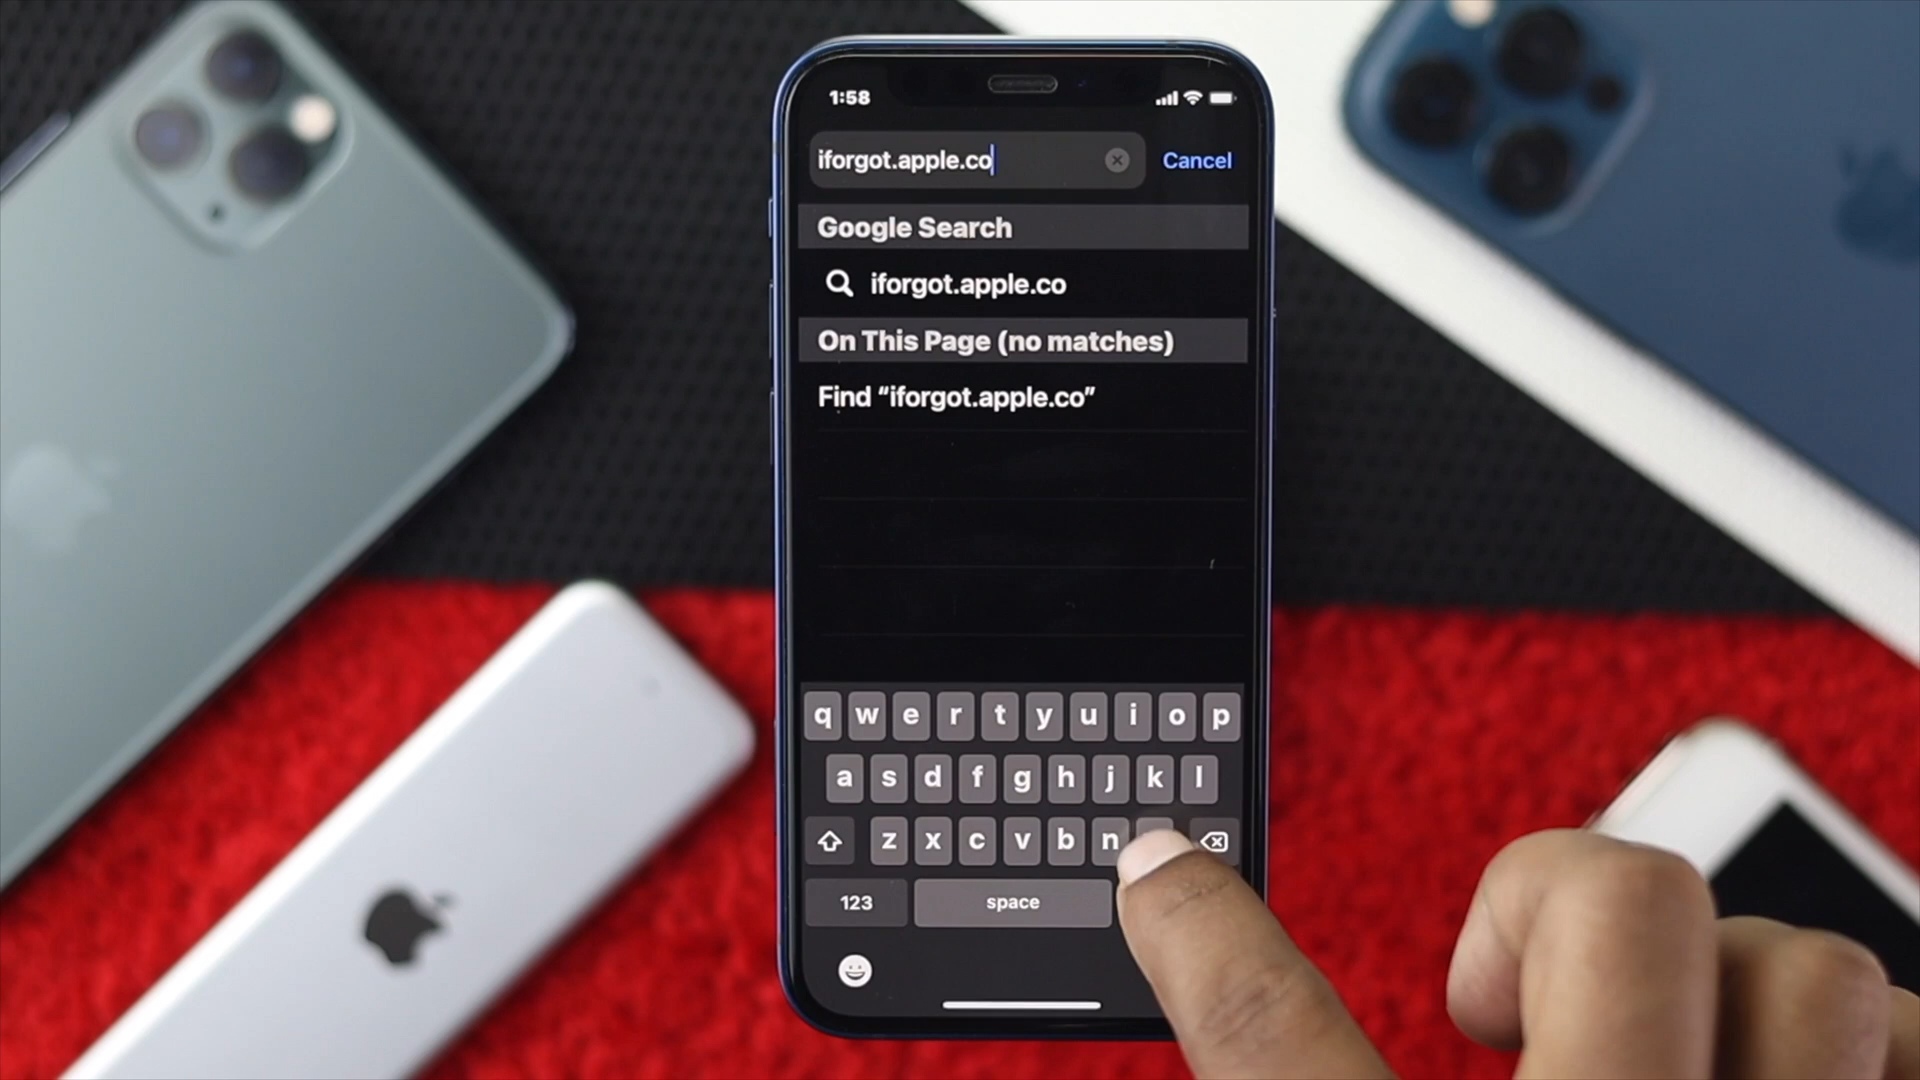 1:58
iforgot.apple.co
Cancel
Google Search
iforgot.apple.co
On This Page (no matches)
Find “iforgot.apple.co”
q w e r t y u i o p
a s d f g h j k l
z x c v b n
123 space